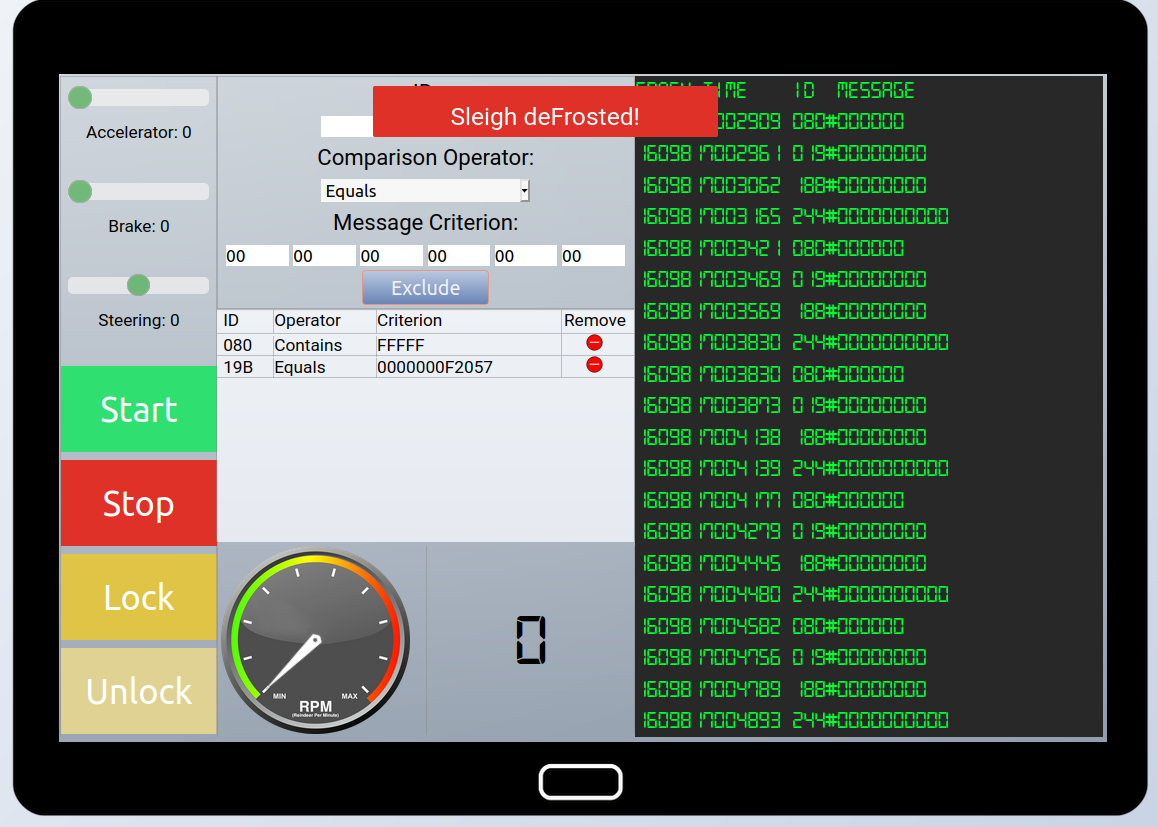 Accelerator: 0
Brake: 0
Steering: 0
Start
Stop
Lock
Unlock
Sleigh deFrosted!
Comparison Operator:
Equals
Message Criterion:
00 00 00 00 00 00
Exclude
ID Operator Criterion Remove
080 Contains FFFFF
19B Equals 0000000F2057
MIN MAX
RPM
(Reindeer Per Minute)
0
TIME ID MESSAGE
002909 080#000000
1609817002961 019#00000000
1609817003062 188#00000000
1609817003165 244#0000000000
1609817003421 080#000000
1609817003469 019#00000000
1609817003569 188#00000000
1609817003830 244#0000000000
1609817003830 080#000000
1609817003873 019#00000000
1609817004138 188#00000000
1609817004139 244#0000000000
1609817004177 080#000000
1609817004279 019#00000000
1609817004445 188#00000000
1609817004480 244#0000000000
1609817004582 080#000000
1609817004756 019#00000000
1609817004789 188#00000000
1609817004893 244#0000000000